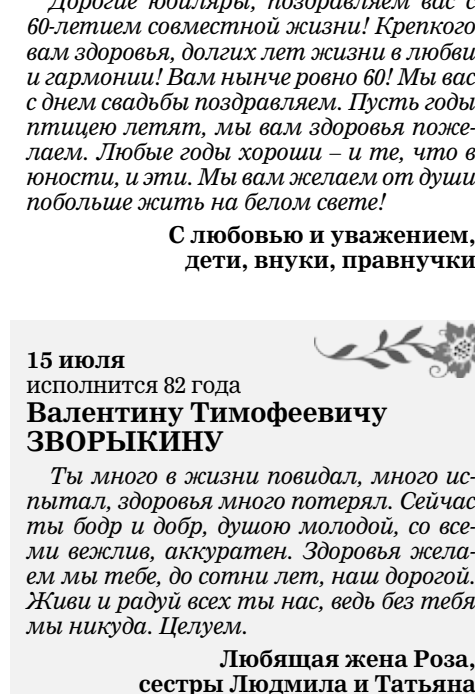 Дорогие юбиляры, поздравляем вас с
60-летием совместной жизни! Крепкого
вам здоровья, долгих лет жизни в любви
и гармонии! Вам нынче ровно 60! Мы вас
с днем свадьбы поздравляем. Пусть годы
птицею летят, мы вам здоровья поже-
лаем. Любые годы хороши – и те, что в
юности, и эти. Мы вам желаем от души
побольше жить на белом свете!
С любовью и уважением,
дети, внуки, правнучки
15 июля
исполнится 82 года
Валентину Тимофеевичу
ЗВОРЫКИНУ
Ты много в жизни повидал, много ис-
пытал, здоровья много потерял. Сейчас
ты бодр и добр, душою молодой, со все-
ми вежлив, аккуратен. Здоровья жела-
ем мы тебе, до сотни лет, наш дорогой.
Живи и радуй всех ты нас, ведь без тебя
мы никуда. Целуем.
Любящая жена Роза,
сестры Людмила и Татьяна